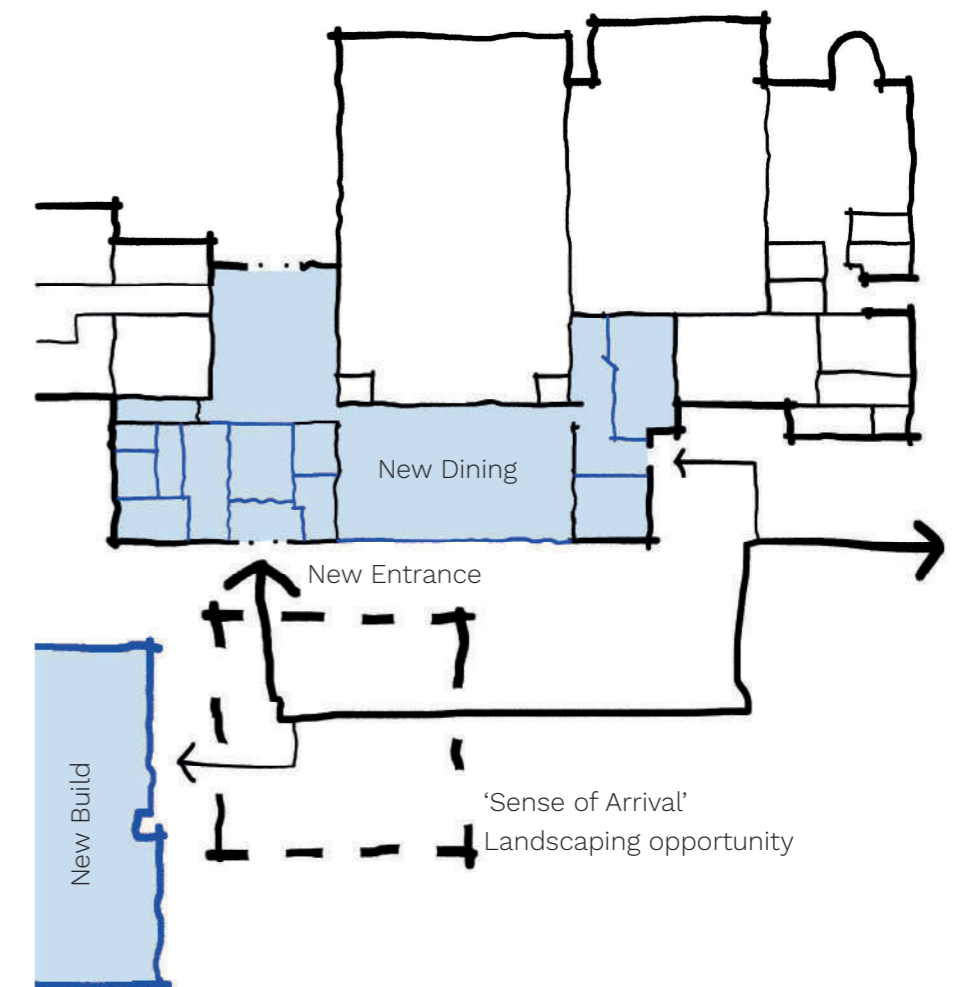 New Dining
New Entrance
New Build
‘Sense of Arrival’
Landscaping opportunity